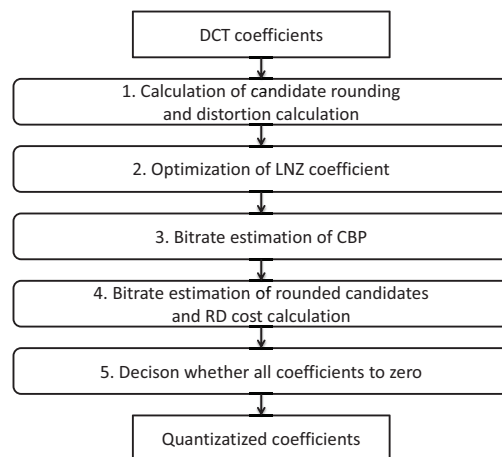 DCT coefficients
1. Calculation of candidate rounding
and distortion calculation
2. Optimization of LNZ coefficient
3. Bitrate estimation of CBP
4. Bitrate estimation of rounded candidates
and RD cost calculation
5. Decison whether all coefficients to zero
Quantizatized coefficients